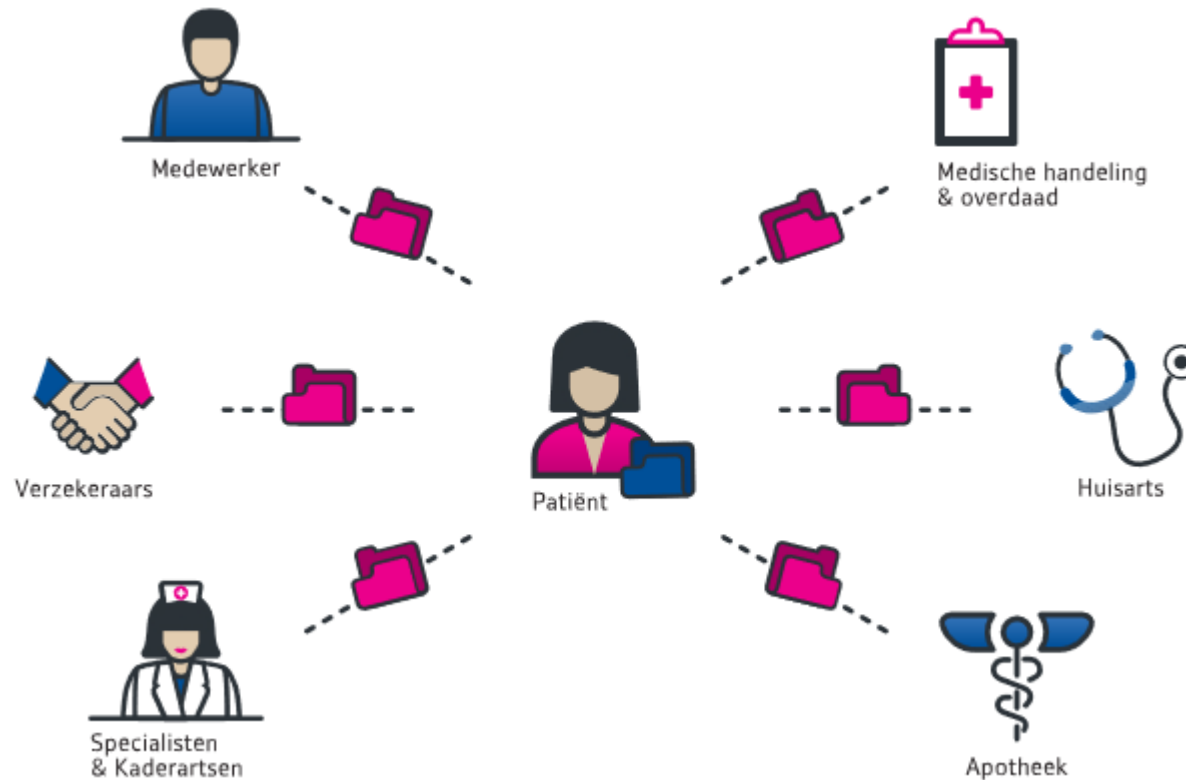 Medewerker
Medische handeling
& overdaad
Verzekeraars
Patiënt
Huisarts
Specialisten
& Kaderartsen
Apotheek